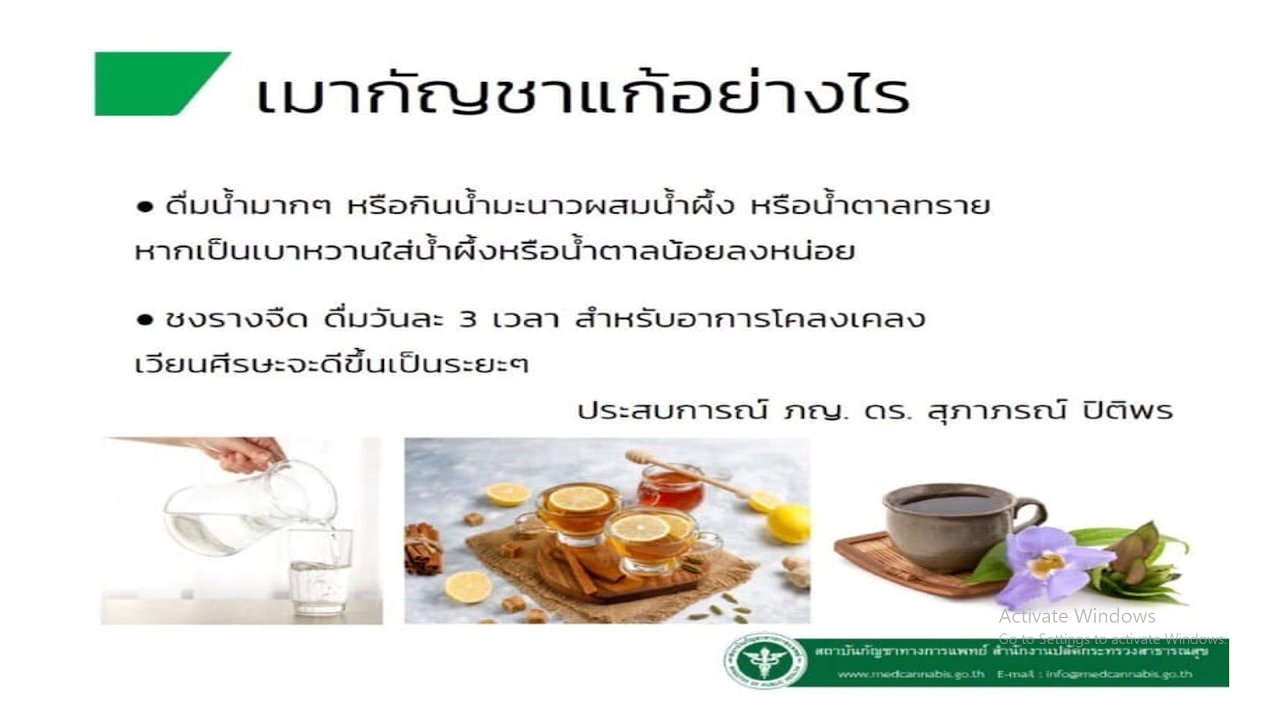 เมากัญชาแก้อย่างไร
● ดื่มน้ำมากๆ หรือกินน้ำมะนาวผสมน้ำผึ้ง หรือน้ำตาลทราย
หากเป็นเบาหวานใส่น้ำผึ้งหรือน้ำตาลน้อยลงหน่อย
● ชงรางจืด ดื่มวันละ 3 เวลา สำหรับอาการโคลงเคลง
เวียนศีรษะจะดีขึ้นเป็นระยะๆ
ประสบการณ์ ภญ. ดร. สุภาภรณ์ ปิติพร
Activate Windows
Go to Settings to activate Windows.
สถาบันกัญชาทางการแพทย์ สำนักงานปลัดกระทรวงสาธารณสุข
www.medcannabis.go.th E-mail : info@medcannabis.go.th